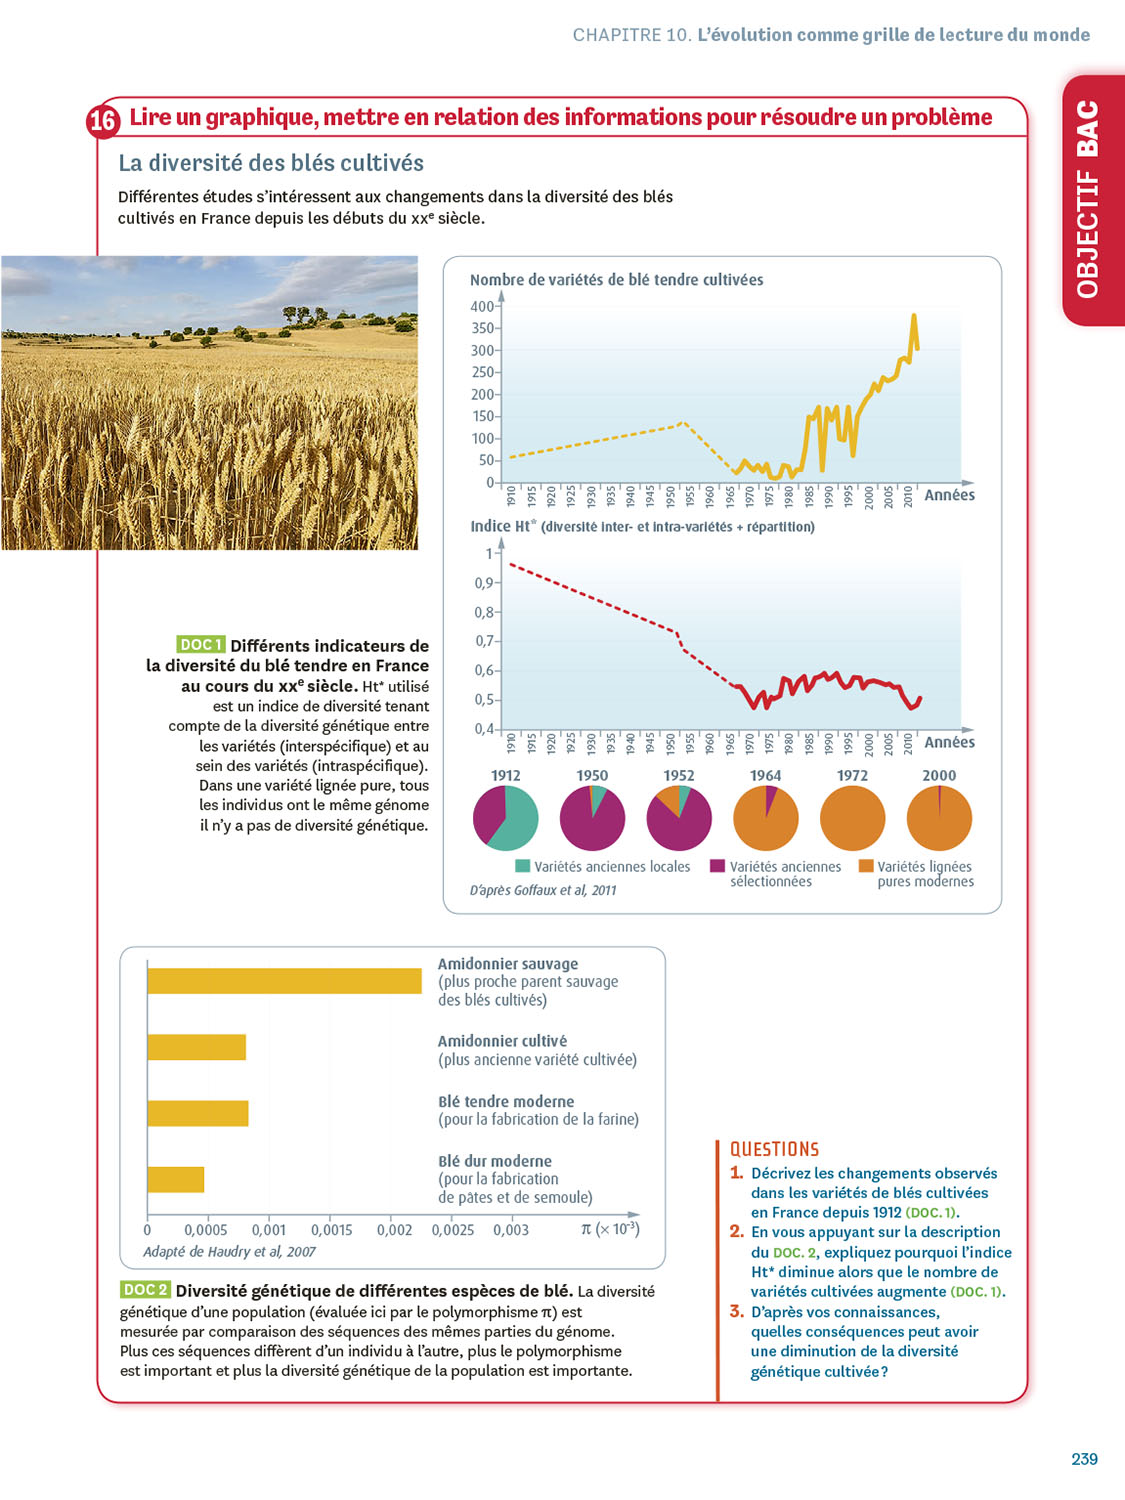 CHAPITRE 10. L'évolution comme grille de lecture du monde
OBJECTIF BAC
16 Lire un graphique, mettre en relation des informations pour résoudre un problème
La diversité des blés cultivés
Différentes études s'intéressent aux changements dans la diversité des blés
cultivés en France depuis les débuts du XXe siècle.
Nombre de variétés de blé tendre cultivées
400
350
300
250
200
150
100
50
0
1910 1915 1920 1925 1930 1935 1940 1945 1950 1955 1960 1965 1970 1975 1980 1985 1990 1995 2000 2005 2010 Années
Indice Ht* (diversité inter- et intra-variétés + répartition)
1
0,9
0,8
0,7
0,6
0,5
0,4
1910 1915 1920 1925 1930 1935 1940 1945 1950 1955 1960 1965 1970 1975 1980 1985 1990 1995 2000 2005 2010 Années
1912 1950 1952 1964 1972 2000
Variétés anciennes locales
Variétés anciennes
sélectionnées
Variétés lignées
pures modernes
D'après Goffaux et al, 2011
DOC 1 Différents indicateurs de
la diversité du blé tendre en France
au cours du XXe siècle. Ht* utilisé
est un indice de diversité tenant
compte de la diversité génétique entre
les variétés (interspécifique) et au
sein des variétés (intraspécifique).
Dans une variété lignée pure, tous
les individus ont le même génome
il n'y a pas de diversité génétique.
Amidonnier sauvage
(plus proche parent sauvage
des blés cultivés)
Amidonnier cultivé
(plus ancienne variété cultivée)
Blé tendre moderne
(pour la fabrication de la farine)
Blé dur moderne
(pour la fabrication
de pâtes et de semoule)
0 0,0005 0,001 0,0015 0,002 0,0025 0,003 π (× 10⁻³)
Adapté de Haudry et al, 2007
DOC 2 Diversité génétique de différentes espèces de blé. La diversité
génétique d'une population (évaluée ici par le polymorphisme π) est
mesurée par comparaison des séquences des mêmes parties du génome.
Plus ces séquences diffèrent d'un individu à l'autre, plus le polymorphisme
est important et plus la diversité génétique de la population est importante.
QUESTIONS
1. Décrivez les changements observés
dans les variétés de blés cultivées
en France depuis 1912 (DOC. 1).
2. En vous appuyant sur la description
du DOC. 2, expliquez pourquoi l'indice
Ht* diminue alors que le nombre de
variétés cultivées augmente (DOC. 1).
3. D'après vos connaissances,
quelles conséquences peut avoir
une diminution de la diversité
génétique cultivée ?
239